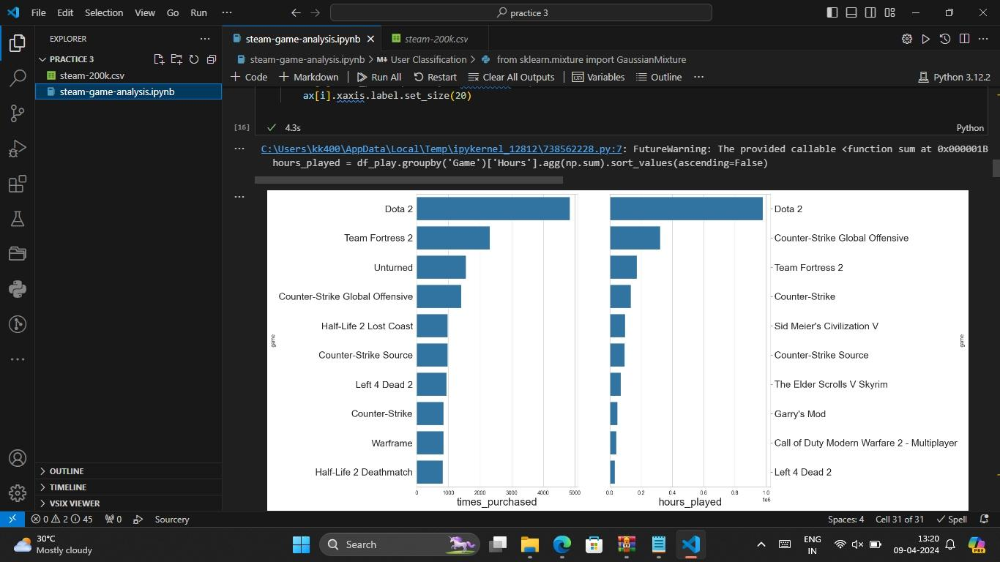 File Edit Selection View Go Run ··· practice 3
EXPLORER ···
PRACTICE 3
steam-200k.csv
steam-game-analysis.ipynb
OUTLINE
TIMELINE
VSIX VIEWER
steam-game-analysis.ipynb steam-200k.csv
steam-game-analysis.ipynb > User Classification > from sklearn.mixture import GaussianMixture
+ Code + Markdown Run All Restart Clear All Outputs Variables Outline ··· Python 3.12.2
ax[i].xaxis.label.set_size(20)
[16] 4.3s Python
C:\Users\kk400\AppData\Local\Temp\ipykernel_12812\738562228.py:7: FutureWarning: The provided callable <function sum at 0x000001B
hours_played = df_play.groupby('Game')['Hours'].agg(np.sum).sort_values(ascending=False)
Dota 2
Team Fortress 2
Unturned
Counter-Strike Global Offensive
Half-Life 2 Lost Coast
Counter-Strike Source
Left 4 Dead 2
Counter-Strike
Warframe
Half-Life 2 Deathmatch
game
0 1000 2000 3000 4000 5000
times_purchased
Dota 2
Counter-Strike Global Offensive
Team Fortress 2
Counter-Strike
Sid Meier's Civilization V
Counter-Strike Source
The Elder Scrolls V Skyrim
Garry's Mod
Call of Duty Modern Warfare 2 - Multiplayer
Left 4 Dead 2
game
0.0 0.2 0.4 0.6 0.8 1.0
1e6
hours_played
0 2 45 0 Sourcery Spaces: 4 Cell 31 of 31 Spell
30°C
Mostly cloudy
Search
ENG
IN
13:20
09-04-2024
PRE